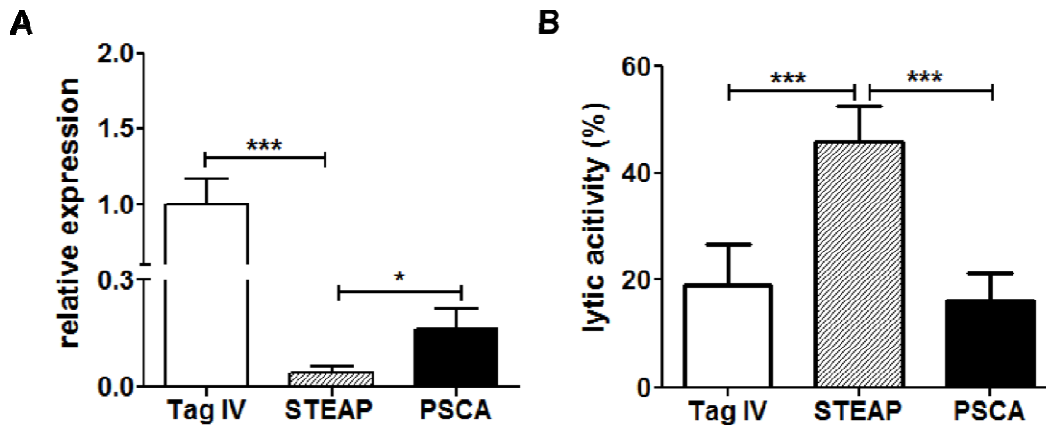 A
relative expression
2.0
1.5
1.0
0.3
0.0
***
*
Tag IV STEAP PSCA
B
lytic acitivity (%)
60
40
20
0
*** ***
Tag IV STEAP PSCA